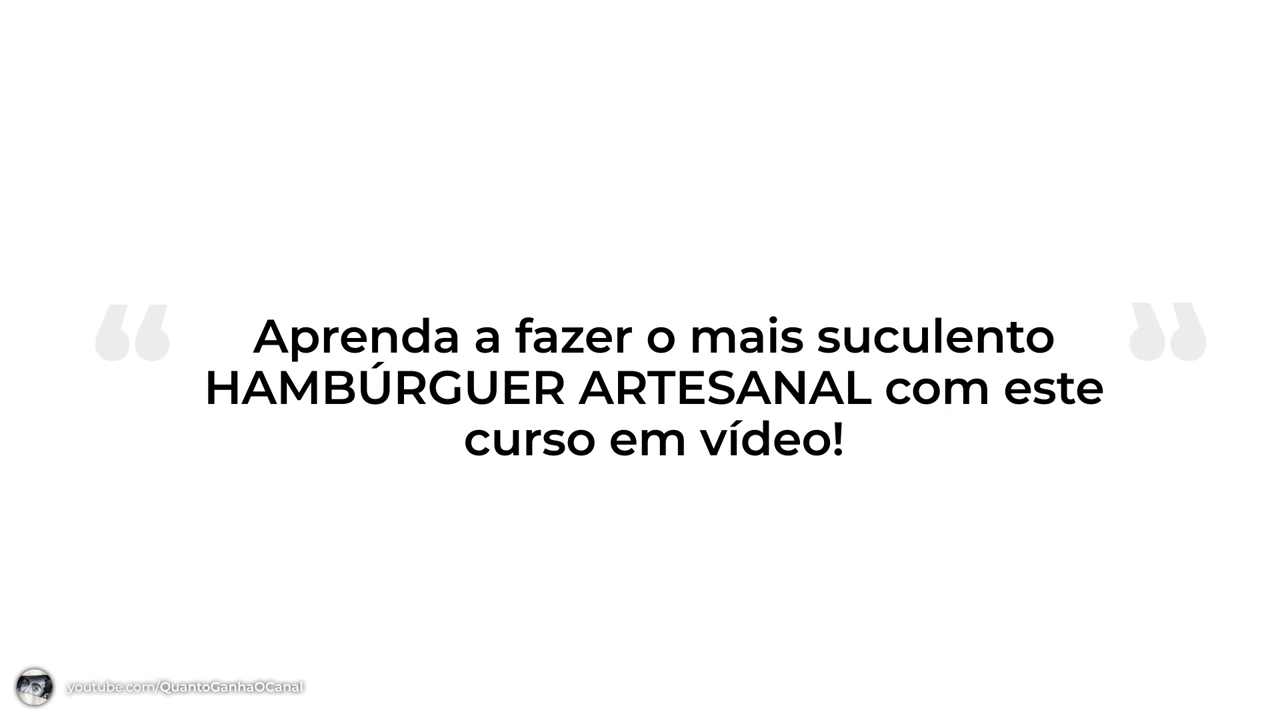 Aprenda a fazer o mais suculento
HAMBÚRGUER ARTESANAL com este
curso em vídeo!
youtube.com/QuantoGanhaOCanal